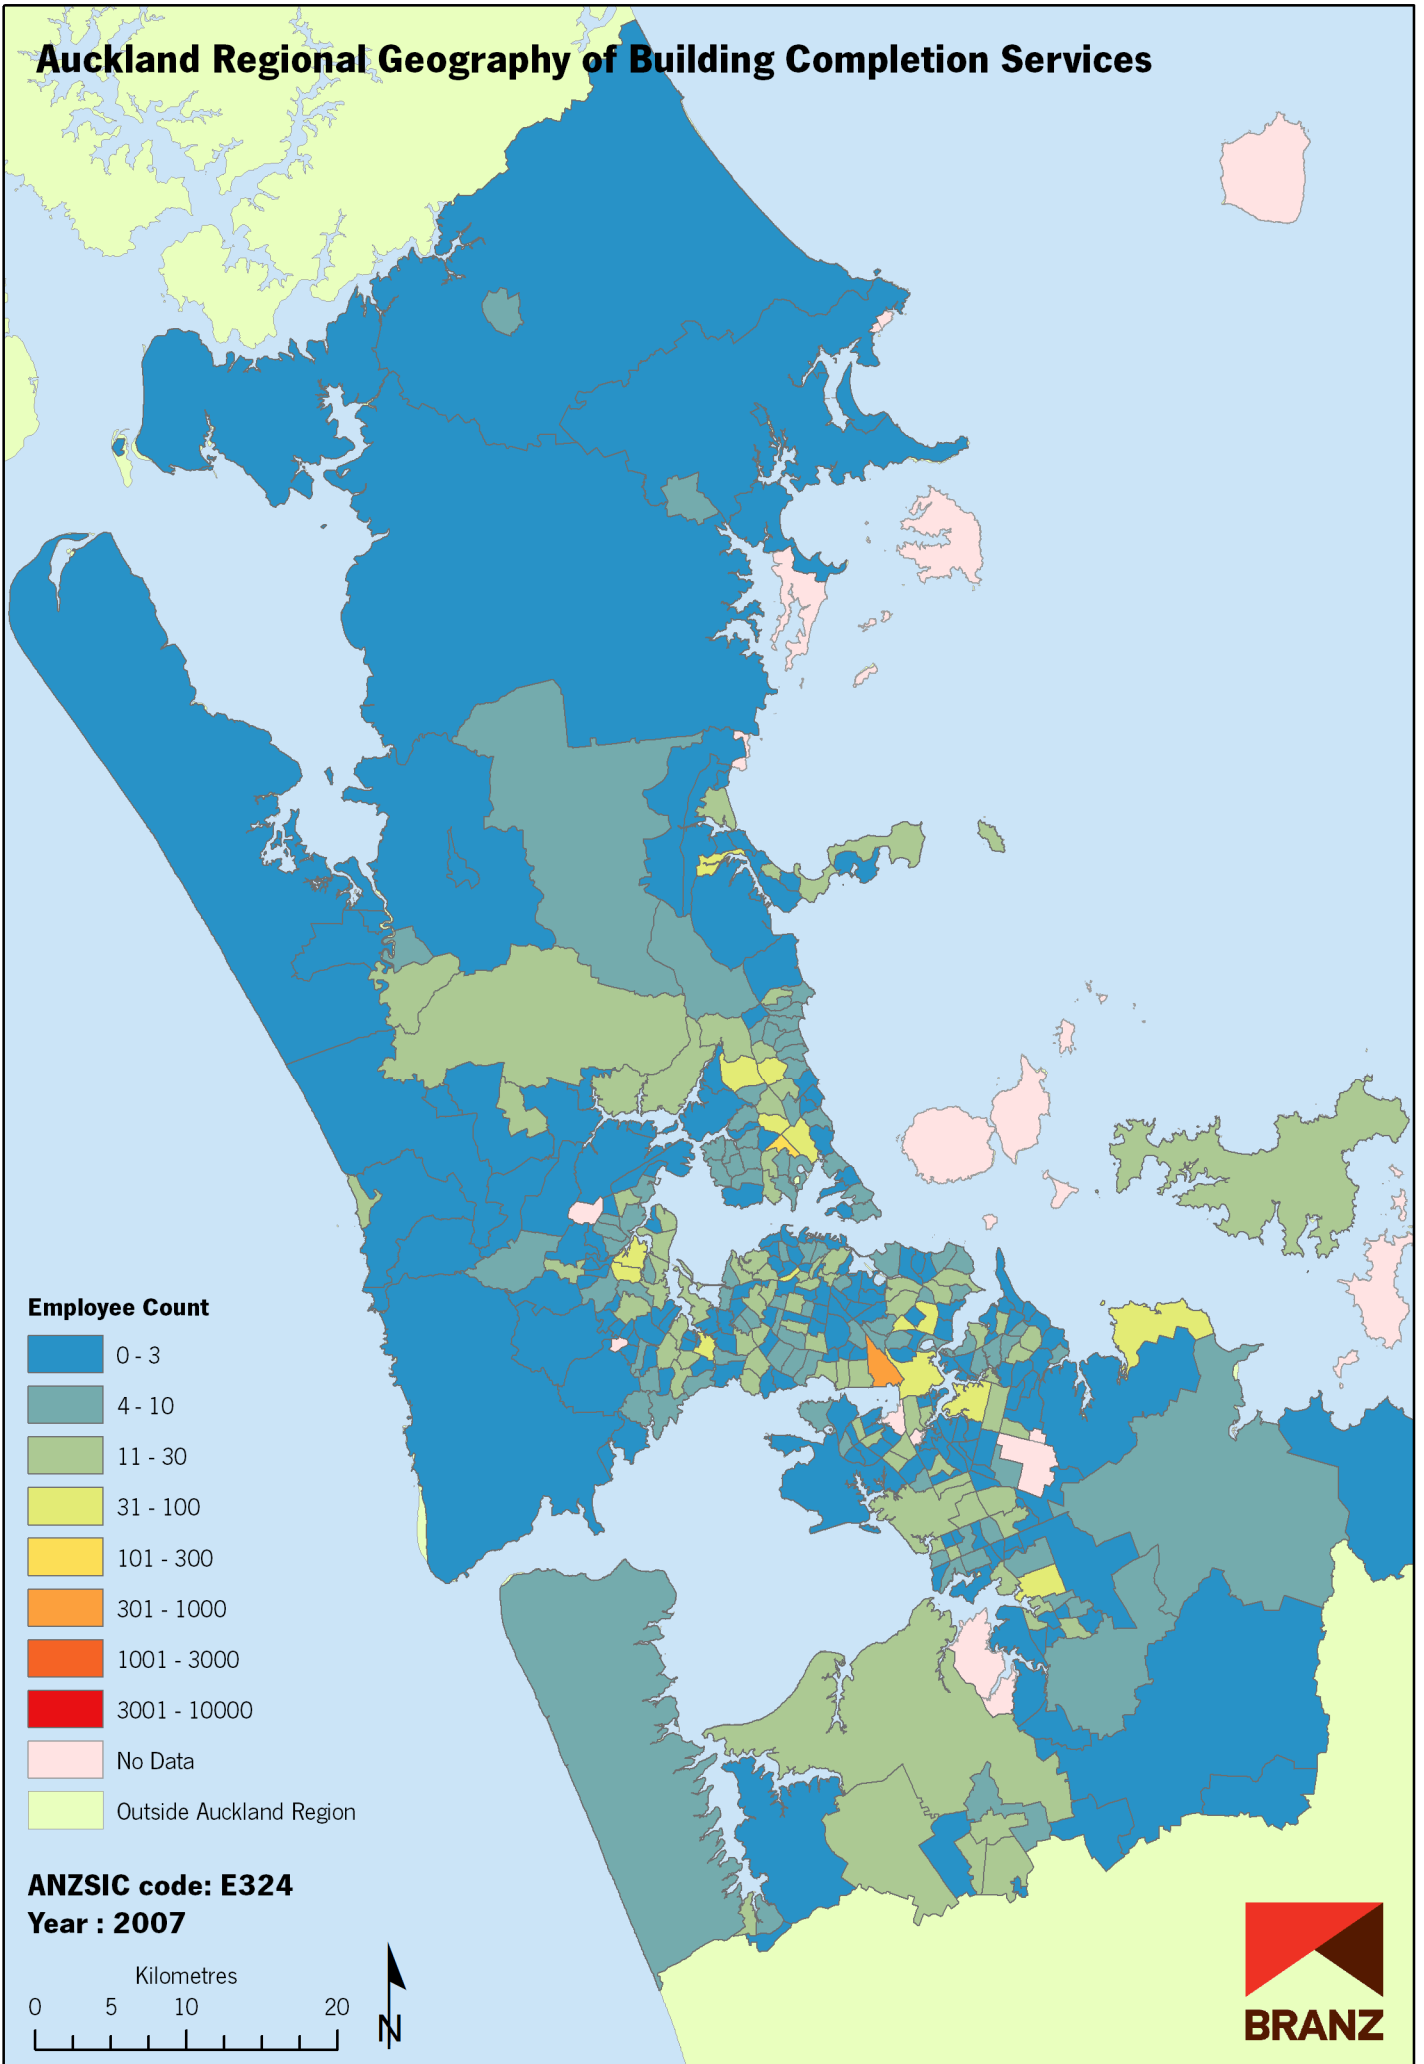 Auckland Regional Geography of Building Completion Services
Employee Count
0 - 3
4 - 10
11 - 30
31 - 100
101 - 300
301 - 1000
1001 - 3000
3001 - 10000
No Data
Outside Auckland Region
ANZSIC code: E324
Year : 2007
Kilometres
0 5 10 20
N
BRANZ